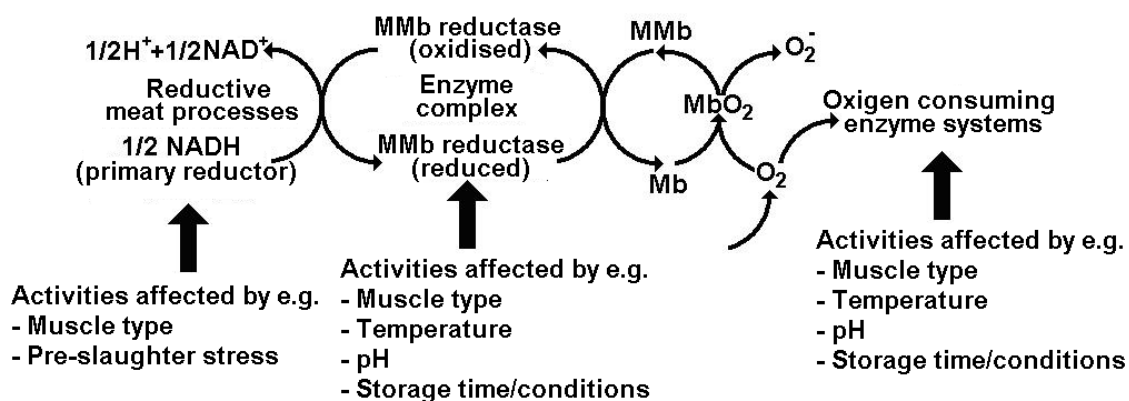 1/2H⁺+1/2NAD⁺
Reductive
meat processes
1/2 NADH
(primary reductor)
MMb reductase
(oxidised)
Enzyme
complex
MMb reductase
(reduced)
MMb
MbO₂
Mb
O₂⁻
O₂
Oxigen consuming
enzyme systems
Activities affected by e.g.
- Muscle type
- Pre-slaughter stress
Activities affected by e.g.
- Muscle type
- Temperature
- pH
- Storage time/conditions
Activities affected by e.g.
- Muscle type
- Temperature
- pH
- Storage time/conditions